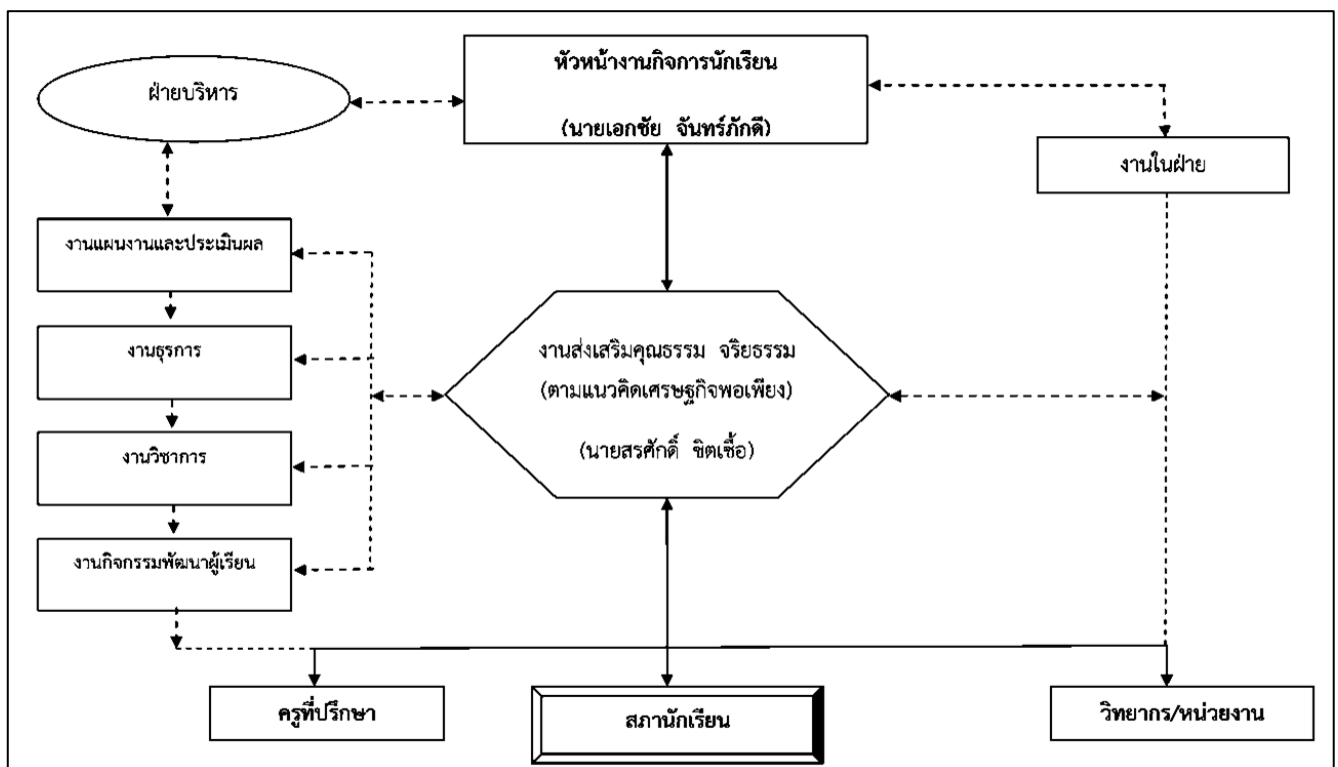 หัวหน้างานกิจการนักเรียน
(นายเอกชัย จันทร์ภักดี)
ฝ่ายบริหาร
งานในฝ่าย
งานแผนงานและประเมินผล
งานธุรการ
งานวิชาการ
งานกิจกรรมพัฒนาผู้เรียน
งานส่งเสริมคุณธรรม จริยธรรม
(ตามแนวคิดเศรษฐกิจพอเพียง)
(นายสรศักดิ์ ชิตเชื้อ)
ครูที่ปรึกษา
สภานักเรียน
วิทยากร/หน่วยงาน